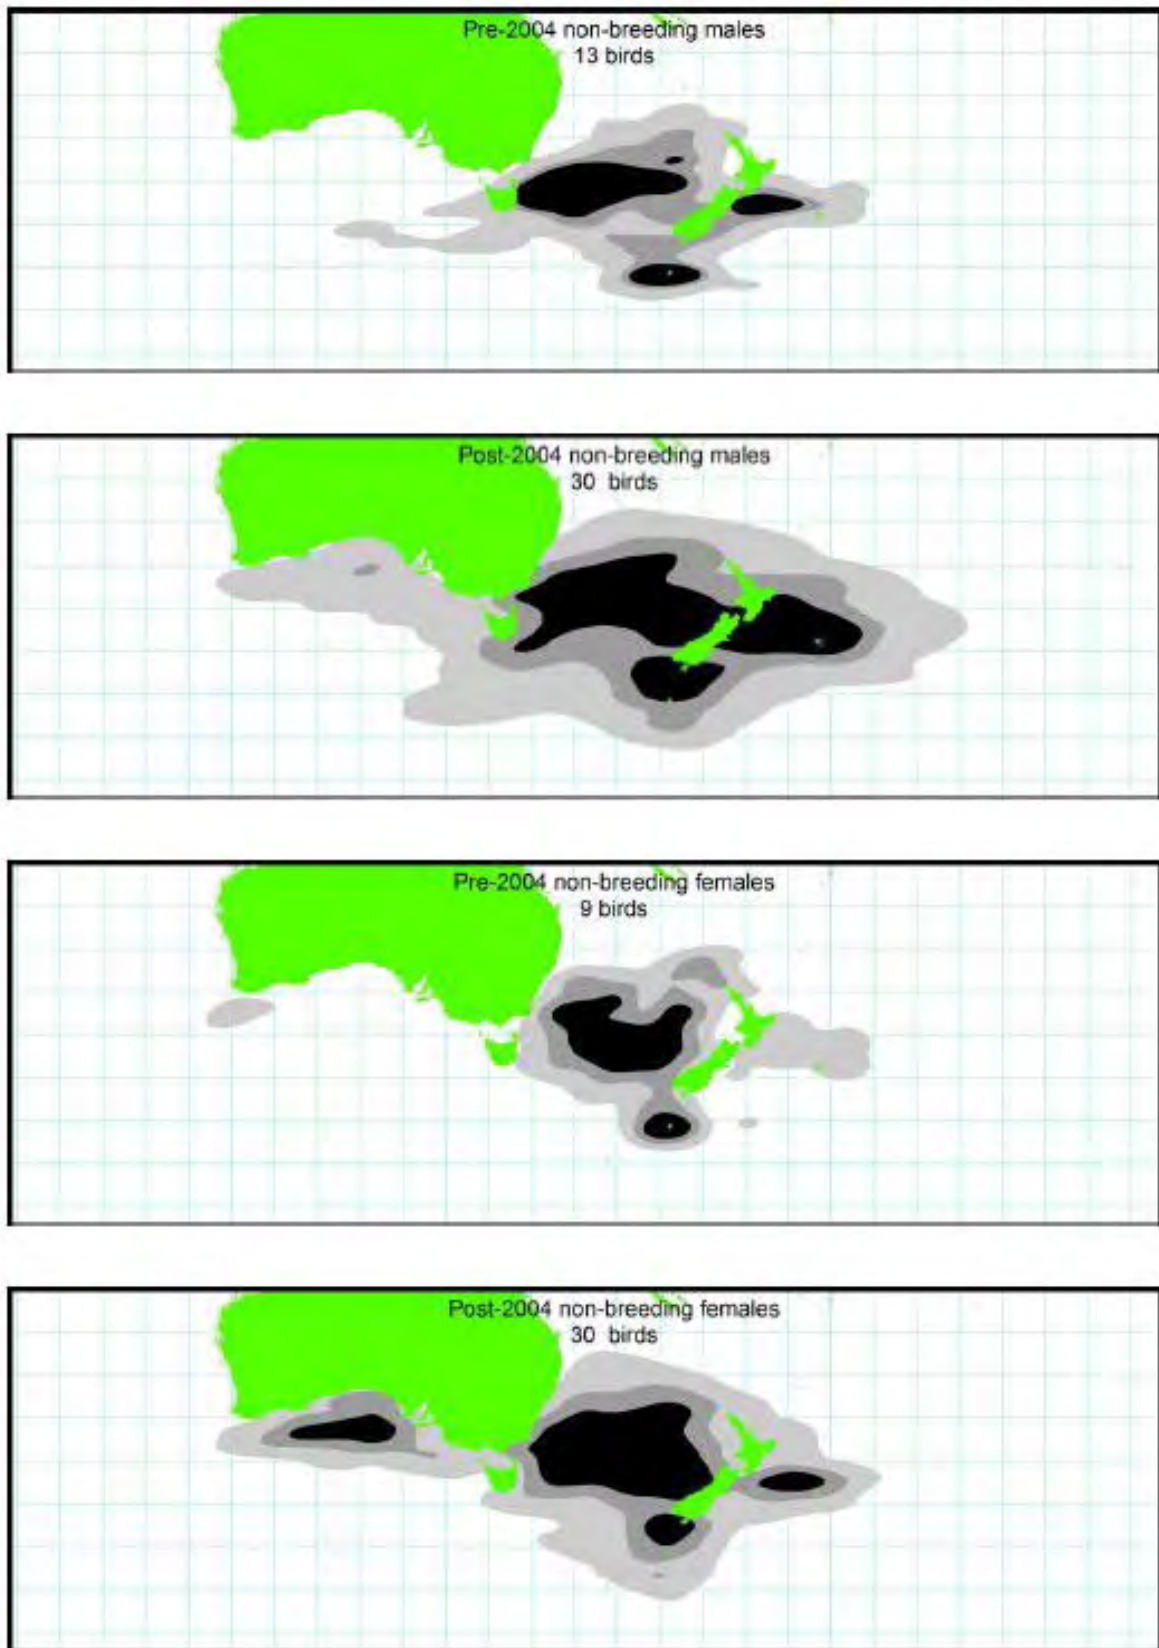 Pre-2004 non-breeding males
13 birds
Post-2004 non-breeding males
30 birds
Pre-2004 non-breeding females
9 birds
Post-2004 non-breeding females
30 birds